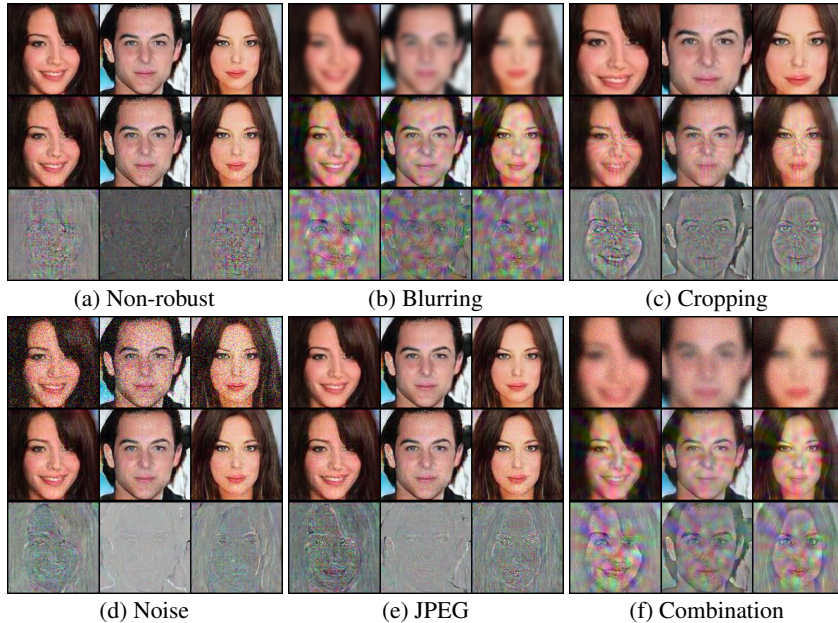 (a) Non-robust
(b) Blurring
(c) Cropping
(d) Noise
(e) JPEG
(f) Combination